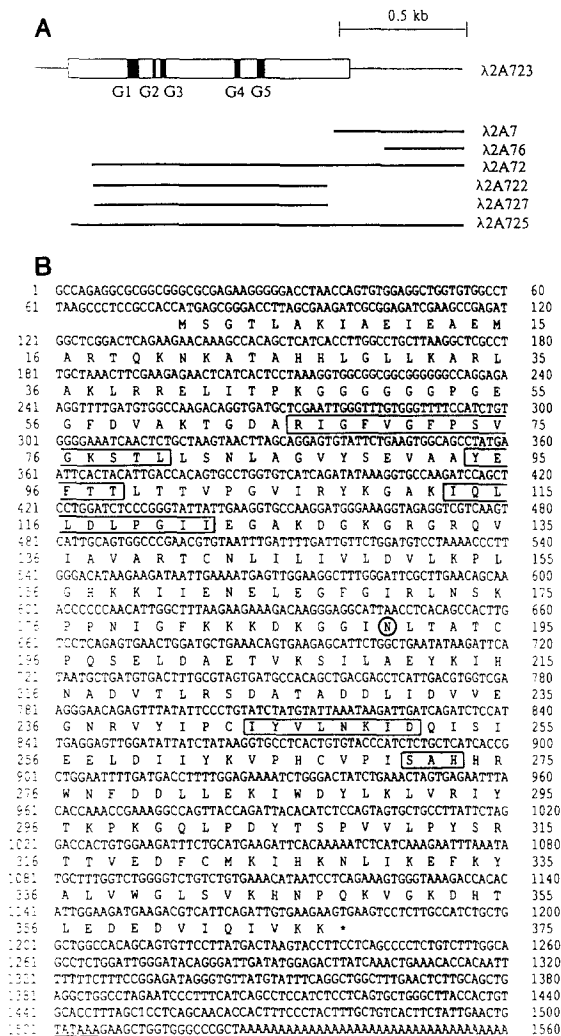 A
0.5 kb
λ2A723
G1 G2 G3 G4 G5
λ2A7
λ2A76
λ2A72
λ2A722
λ2A727
λ2A725
B
1 GCCAGAGGCGCGGCGGGCGCGAGAAGGGGGACCTAACCAGTGTGGAGGCTGGTGTGGCCT 60
61 TAAGCCCTCCGCCACCATGAGCGGGACCTTAGCGAAGATCGCGGAGATCGAAGCCGAGAT 120
M S G T L A K I A E I E A E M 15
121 GGCTCGGACTCAGAAGAACAAAGCCACAGCTCATCACCTTGGCCTGCTTAAGGCTCGCCT 180
16 A R T Q K N K A T A H H L G L L K A R L 35
181 TGCTAAACTTCGAAGAGAACTCATCACTCCTAAAGGTGGCGGCGGCGGGGGGCCAGGAGA 240
36 A K L R R E L I T P K G G G G G G P G E 55
241 AGGTTTTGATGTGGCCAAGACAGGTGATGCTCGAATTGGGTTTGTGGGTTTTCCATCTGT 300
56 G F D V A K T G D A R I G F V G F P S V 75
301 GGGGAAATCAACTCTGCTAAGTAACTTAGCAGGAGTGTATTCTGAAGTGGCAGCCTATGA 360
76 G K S T L L S N L A G V Y S E V A A Y E 95
361 ATTCACTACATTGACCACAGTGCCTGGTGTCATCAGATATAAAGGTGCCAAGATCCAGCT 420
96 F T T L T T V P G V I R Y K G A K I Q L 115
421 CCTGGATCTCCCGGGTATTATTGAAGGTGCCAAGGATGGGAAAGGTAGAGGTCGTCAAGT 480
116 L D L P G I I E G A K D G K G R G R Q V 135
481 CATTGCAGTGGCCCGAACGTGTAATTTGATTTTGATTGTTCTGGATGTCCTAAAACCCTT 540
136 I A V A R T C N L I L I V L D V L K P L 155
541 GGGACATAAGAAGATAATTGAAAATGAGTTGGAAGGCTTTGGGATTCGCTTGAACAGCAA 600
156 G H K K I I E N E L E G F G I R L N S K 175
601 ACCCCCCAACATTGGCTTTAAGAAGAAAGACAAGGGAGGCATTAACCTCACAGCCACTTG 660
176 P P N I G F K K K D K G G I N L T A T C 195
661 TCCTCAGAGTGAACTGGATGCTGAAACAGTGAAGAGCATTCTGGCTGAATATAAGATTCA 720
196 P Q S E L D A E T V K S I L A E Y K I H 215
721 TAATGCTGATGTGACTTTGCGTAGTGATGCCACAGCTGACGAGCTCATTGACGTGGTCGA 780
216 N A D V T L R S D A T A D D L I D V V E 235
781 AGGGAACAGAGTTTATATTCCCTGTATCTATGTATTAAATAAGATTGATCAGATCTCCAT 840
236 G N R V Y I P C I Y V L N K I D Q I S I 255
841 TGAGGAGTTGGATATTATCTATAAGGTGCCTCACTGTGTACCCATCTCTGCTCATCACCG 900
256 E E L D I I Y K V P H C V P I S A H H R 275
901 CTGGAATTTTGATGACCTTTTGGAGAAAATCTGGGACTATCTGAAACTAGTGAGAATTTA 960
276 W N F D D L L E K I W D Y L K L V R I Y 295
961 CACCAAACCGAAAGGCCAGTTACCAGATTACACATCTCCAGTAGTGCTGCCTTATTCTAG 1020
296 T K P K G Q L P D Y T S P V V L P Y S R 315
1021 GACCACTGTGGAAGATTTCTGCATGAAGATTCACAAAAATCTCATCAAAGAATTTAAATA 1080
316 T T V E D F C M K I H K N L I K E F K Y 335
1081 TGCTTTGGTCTGGGGTCTGTCTGTGAAACATAATCCTCAGAAAGTGGGTAAAGACCACAC 1140
336 A L V W G L S V K H N P Q K V G K D H T 355
1141 ATTGGAAGATGAAGACGTCATTCAGATTGTGAAGAAGTGAAGTCCTCTTGCCATCTGCTG 1200
356 L E D E D V I Q I V K K * 375
1201 GCTGGCCACAGCAGTGTTCCTTATGACTAAGTACCTTCCTCAGCCCCTCTGTCTTTGGCA 1260
1261 GCCTCTGGATTGGGATACAGGGATTGATATGGAGACTTATCAAACTGAAACACCACAATT 1320
1321 TTTTTCTTTCCGGAGATAGGGTGTTATGTATTTCAGGCTGGCTTTGAACTCTTGCAGCTG 1380
1381 AGGCTGGCCTAGAATCCCTTTCATCAGCCTCCATCTCCTCAGTGCTGGGCTTACCACTGT 1440
1441 GCACCTTTAGCTCCTCAGCAACACCACTTTCCCTACTTTGCTGTCACTTCTATTGAACTG 1500
1501 TATAAAGAAGCTGGTGGGCCCGCTAAAAAAAAAAAAAAAAAAAAAAAAAAAAAAAAAAAA 1560